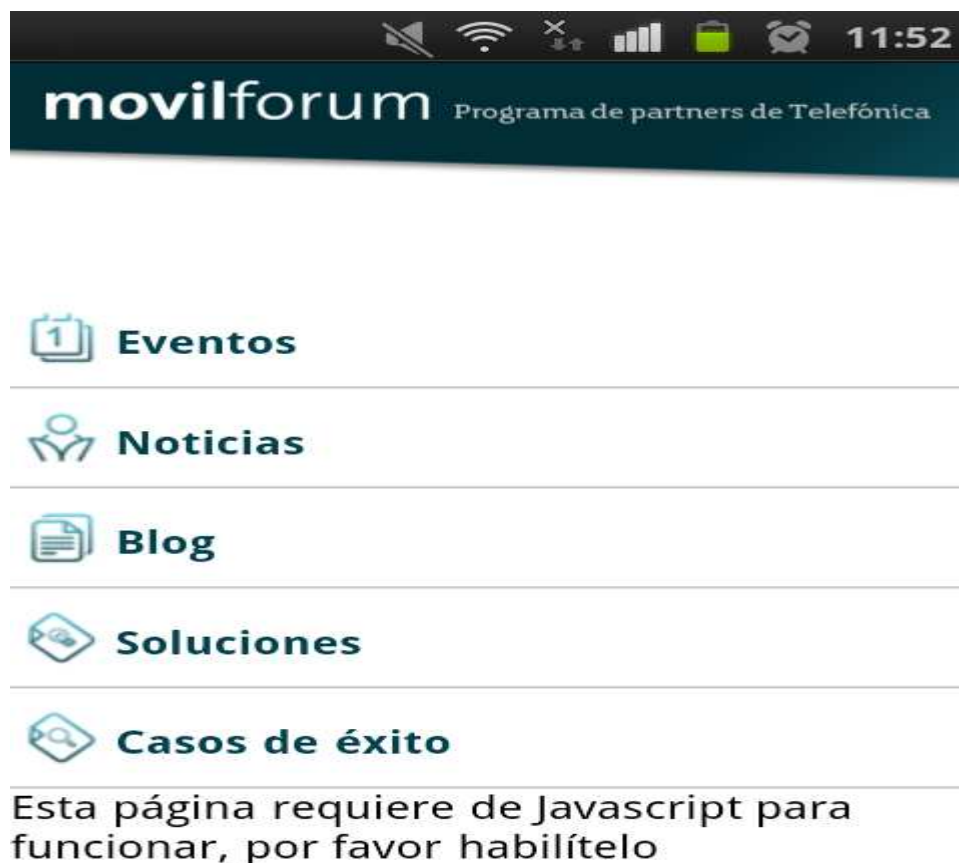 11:52
movilforum Programa de partners de Telefónica
1 Eventos
Noticias
Blog
Soluciones
Casos de éxito
Esta página requiere de Javascript para
funcionar, por favor habilítelo